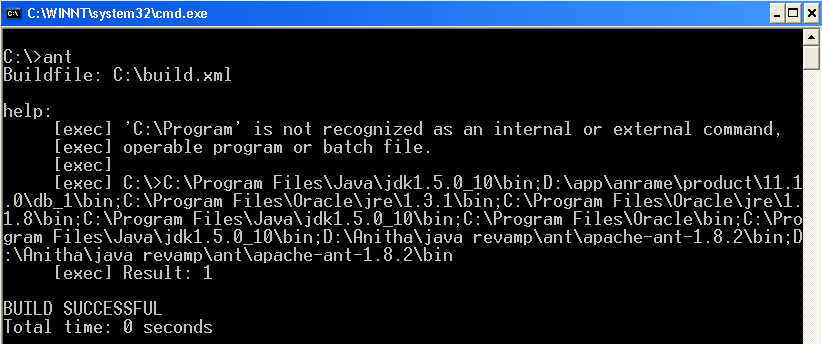 C:\WINNT\system32\cmd.exe
C:\>ant
Buildfile: C:\build.xml
help:
[exec] 'C:\Program' is not recognized as an internal or external command,
[exec] operable program or batch file.
[exec]
[exec] C:\>C:\Program Files\Java\jdk1.5.0_10\bin;D:\app\anrame\product\11.1
.0\db_1\bin;C:\Program Files\Oracle\jre\1.3.1\bin;C:\Program Files\Oracle\jre\1.
1.8\bin;C:\Program Files\Java\jdk1.5.0_10\bin;C:\Program Files\Oracle\bin;C:\Pro
gram Files\Java\jdk1.5.0_10\bin;D:\Anitha\java revamp\ant\apache-ant-1.8.2\bin;D
:\Anitha\java revamp\ant\apache-ant-1.8.2\bin
[exec] Result: 1
BUILD SUCCESSFUL
Total time: 0 seconds